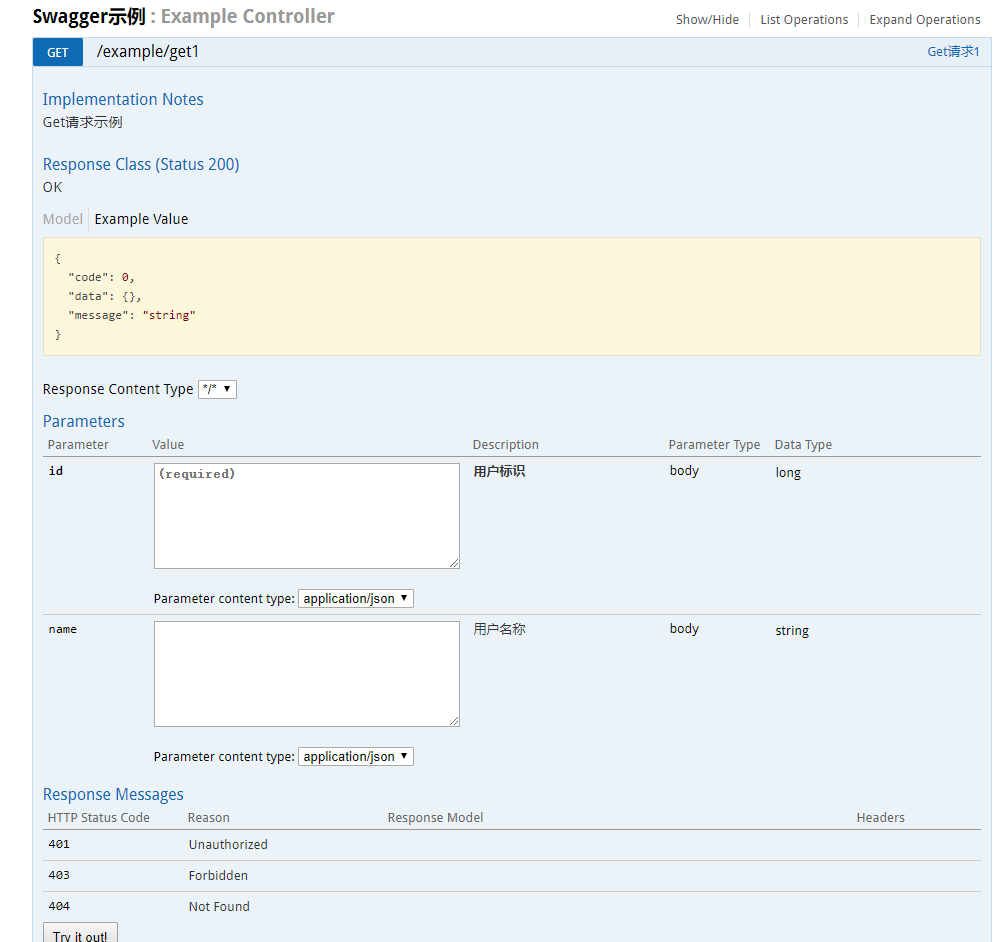 Swagger示例 : Example Controller
Show/Hide List Operations Expand Operations
GET /example/get1 Get请求1
Implementation Notes
Get请求示例
Response Class (Status 200)
OK
Model Example Value
{
"code": 0,
"data": {},
"message": "string"
}
Response Content Type */*
Parameters
Parameter Value Description Parameter Type Data Type
id (required) 用户标识 body long
Parameter content type: application/json
name 用户名称 body string
Parameter content type: application/json
Response Messages
HTTP Status Code Reason Response Model Headers
401 Unauthorized
403 Forbidden
404 Not Found
Try it out!